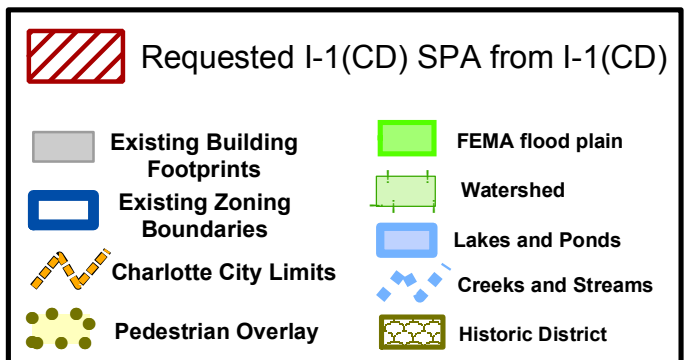 Requested I-1(CD) SPA from I-1(CD)
Existing Building
Footprints
Existing Zoning
Boundaries
Charlotte City Limits
Pedestrian Overlay
FEMA flood plain
Watershed
Lakes and Ponds
Creeks and Streams
Historic District